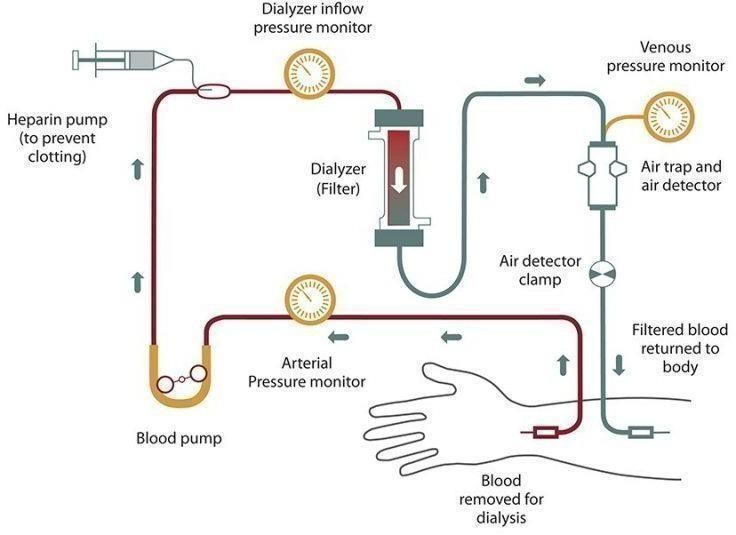 Dialyzer inflow
pressure monitor
Venous
pressure monitor
Heparin pump
(to prevent
clotting)
Dialyzer
(Filter)
Air trap and
air detector
Air detector
clamp
Filtered blood
returned to
body
Arterial
Pressure monitor
Blood pump
Blood
removed for
dialysis